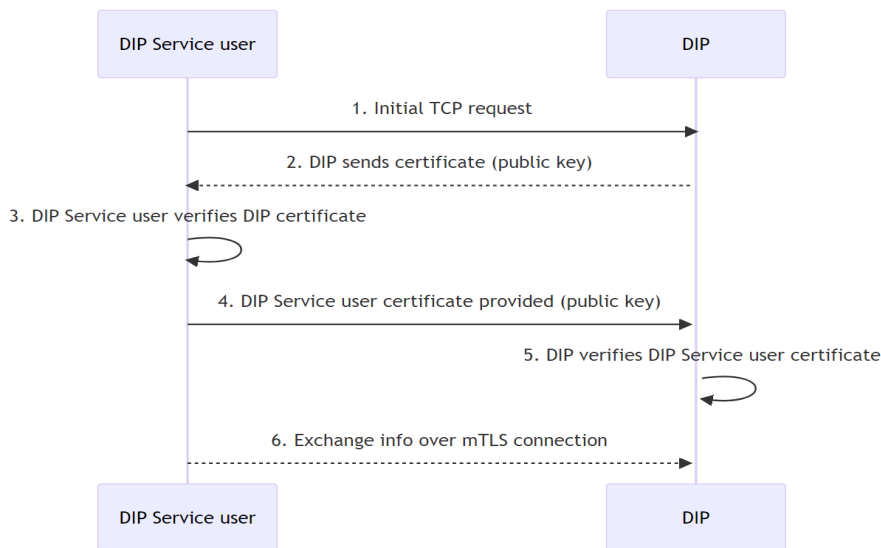 DIP Service user
DIP
1. Initial TCP request
2. DIP sends certificate (public key)
3. DIP Service user verifies DIP certificate
4. DIP Service user certificate provided (public key)
5. DIP verifies DIP Service user certificate
6. Exchange info over mTLS connection
DIP Service user
DIP